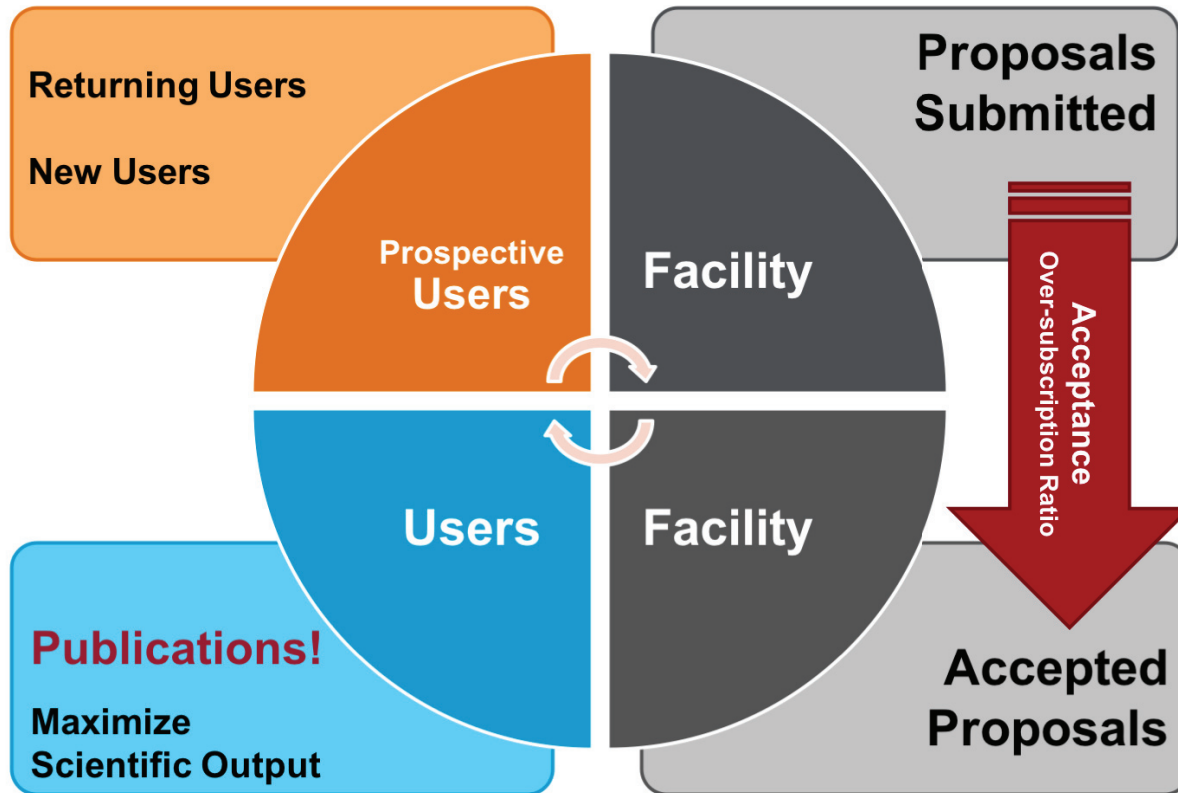 Returning Users
New Users
Prospective
Users
Facility
Proposals
Submitted
Acceptance
Over-subscription Ratio
Users
Facility
Publications!
Maximize
Scientific Output
Accepted
Proposals